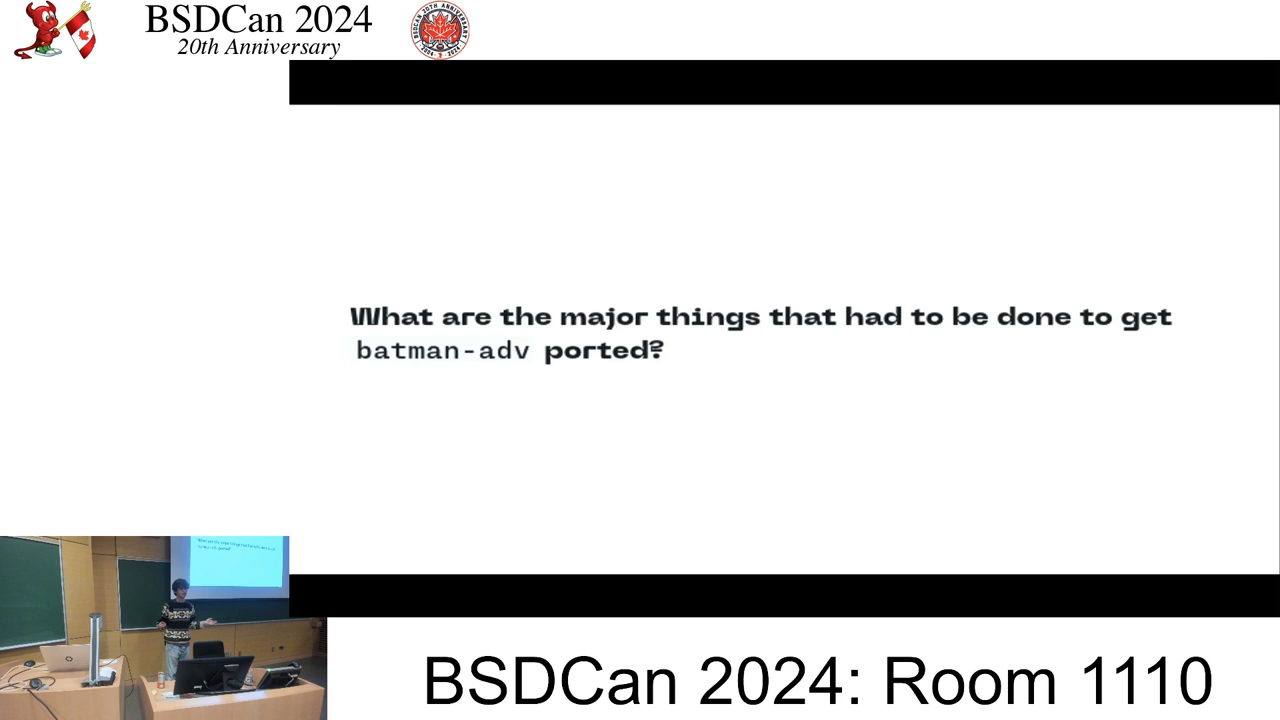 BSDCan 2024
20th Anniversary
What are the major things that had to be done to get
batman-adv ported?
BSDCan 2024: Room 1110